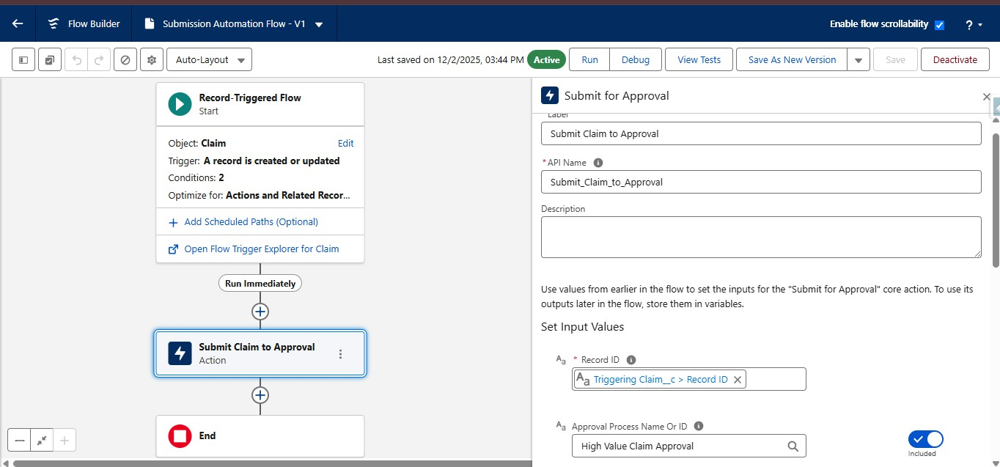 Flow Builder
Submission Automation Flow - V1
Enable flow scrollability
?
Auto-Layout
Last saved on 12/2/2025, 03:44 PM
Active
Run
Debug
View Tests
Save As New Version
Save
Deactivate
Record-Triggered Flow
Start
Object: Claim
Edit
Trigger: A record is created or updated
Conditions: 2
Optimize for: Actions and Related Recor...
+ Add Scheduled Paths (Optional)
Open Flow Trigger Explorer for Claim
Run Immediately
Submit Claim to Approval
Action
End
Submit for Approval
Label
Submit Claim to Approval
* API Name
Submit_Claim_to_Approval
Description
Use values from earlier in the flow to set the inputs for the "Submit for Approval" core action. To use its
outputs later in the flow, store them in variables.
Set Input Values
Aa * Record ID
Aa Triggering Claim__c > Record ID
Aa Approval Process Name Or ID
High Value Claim Approval
Included